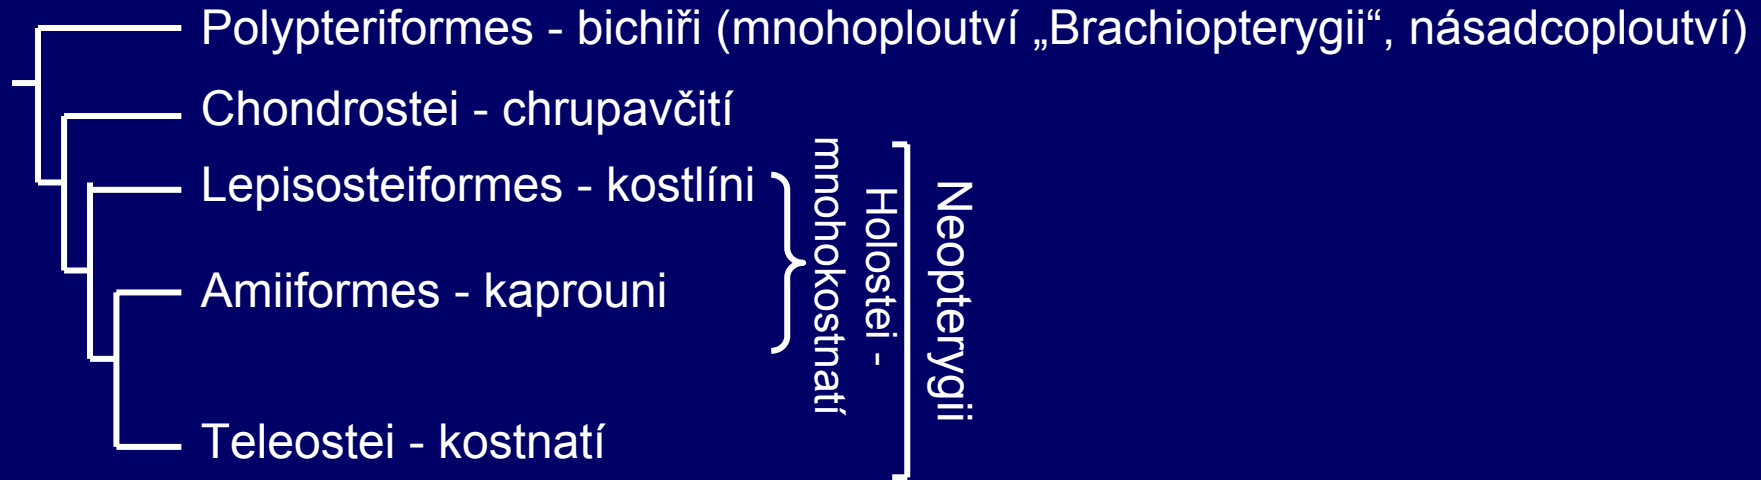 Polypteriformes - bichiři (mnohoploutví „Brachiopterygii“, násadcoploutví)
Chondrostei - chrupavčití
Lepisosteiformes - kostlíni
Amiiformes - kaprouni
Teleostei - kostnatí
Holostei -
mnohokostnatí
Neopterygii